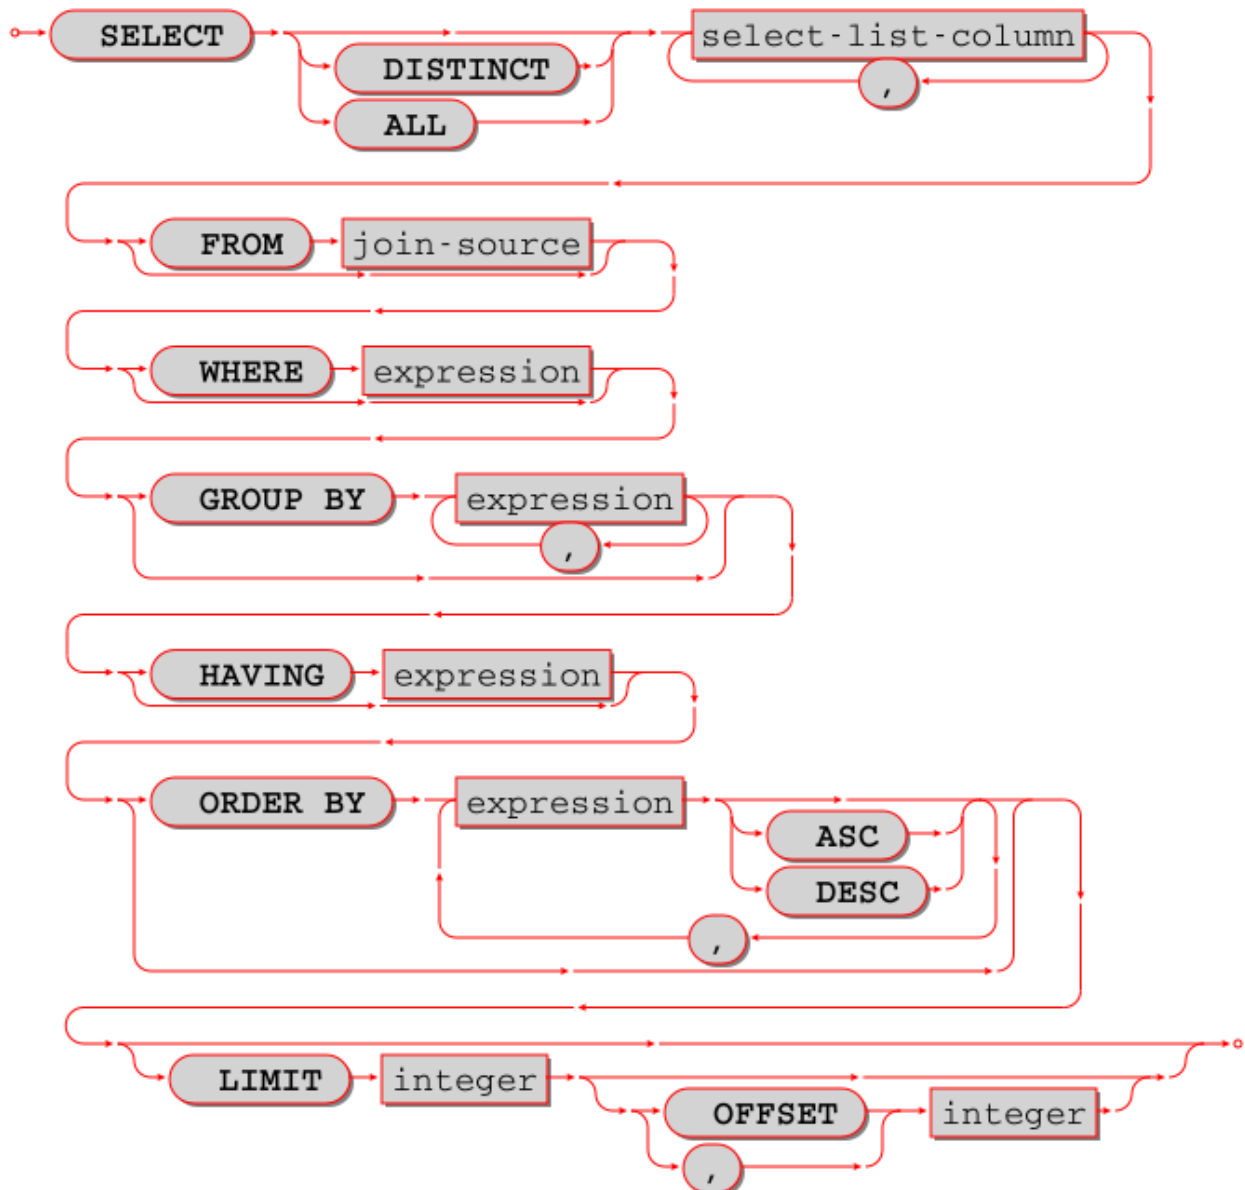 SELECT select-list-column
DISTINCT ,
ALL
FROM join-source
WHERE expression
GROUP BY expression
,
HAVING expression
ORDER BY expression
ASC
DESC
,
LIMIT integer
OFFSET integer
,